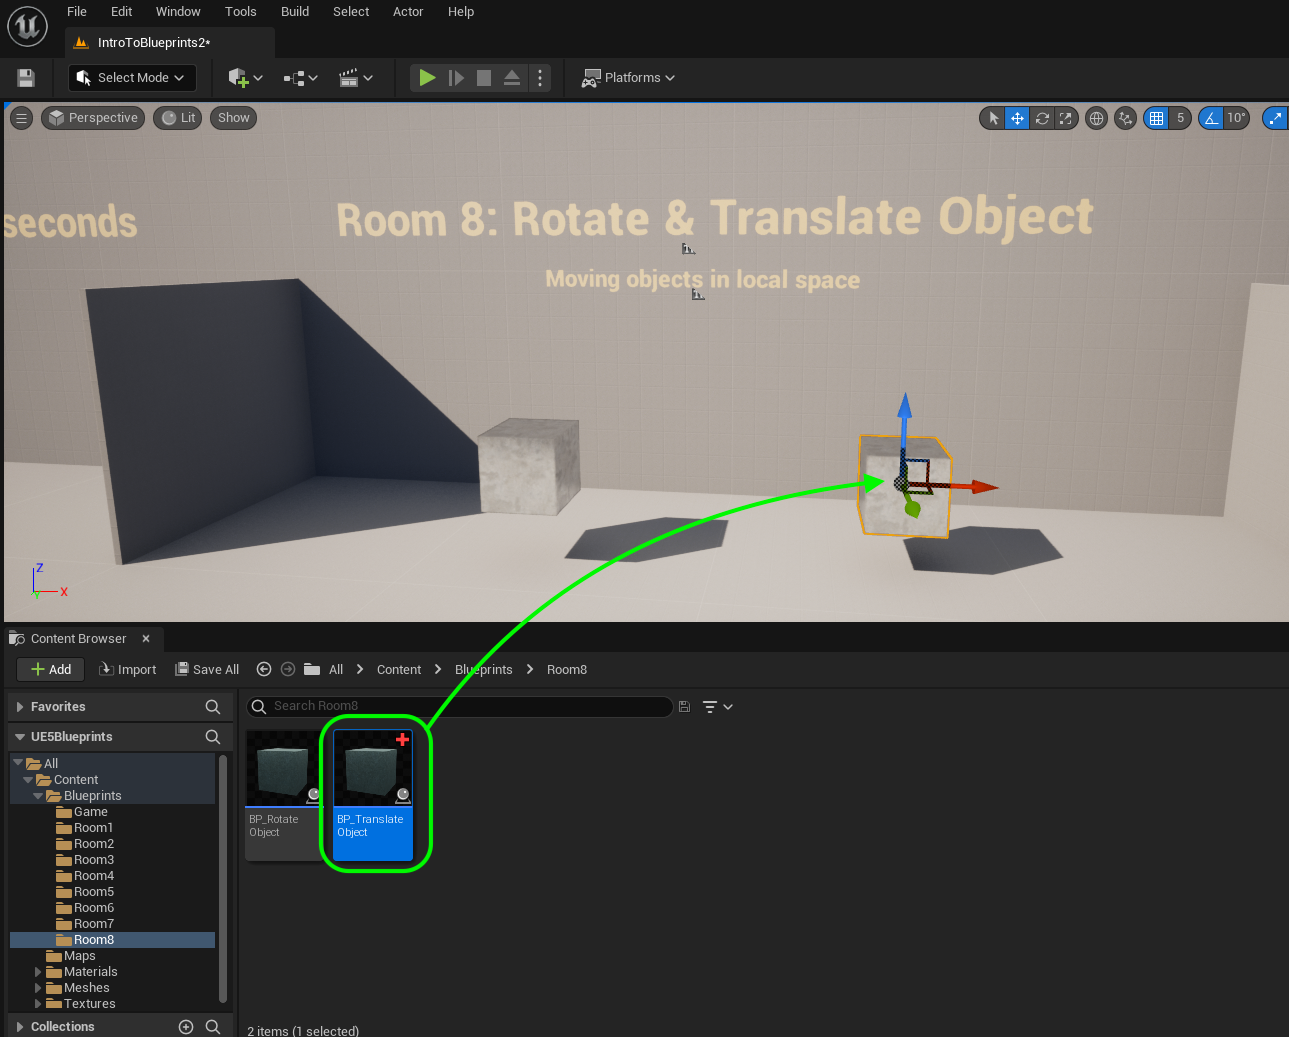 File Edit Window Tools Build Select Actor Help
IntroToBlueprints2*
Select Mode Platforms
Perspective Lit Show 5 10°
seconds Room 8: Rotate & Translate Object
Moving objects in local space
Z
X
Y
Content Browser
Add Import Save All All Content Blueprints Room8
Favorites Search Room8
UE5Blueprints
All
Content
Blueprints
Game
Room1
Room2
Room3
Room4
Room5
Room6
Room7
Room8
Maps
Materials
Meshes
Textures
BP_Rotate
Object
BP_Translate
Object
Collections
2 items (1 selected)